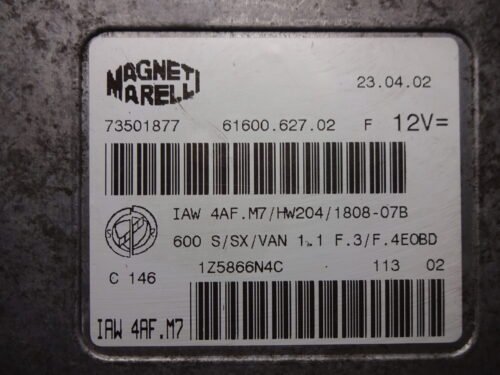 MAGNETI MARELLI
23.04.02
73501877 61600.627.02 F 12V=
IAW 4AF.M7/HW204/1808-07B
600 S/SX/VAN 1.1 F.3/F.4EOBD
C 146 1Z5866N4C 113 02
IAW 4AF.M7